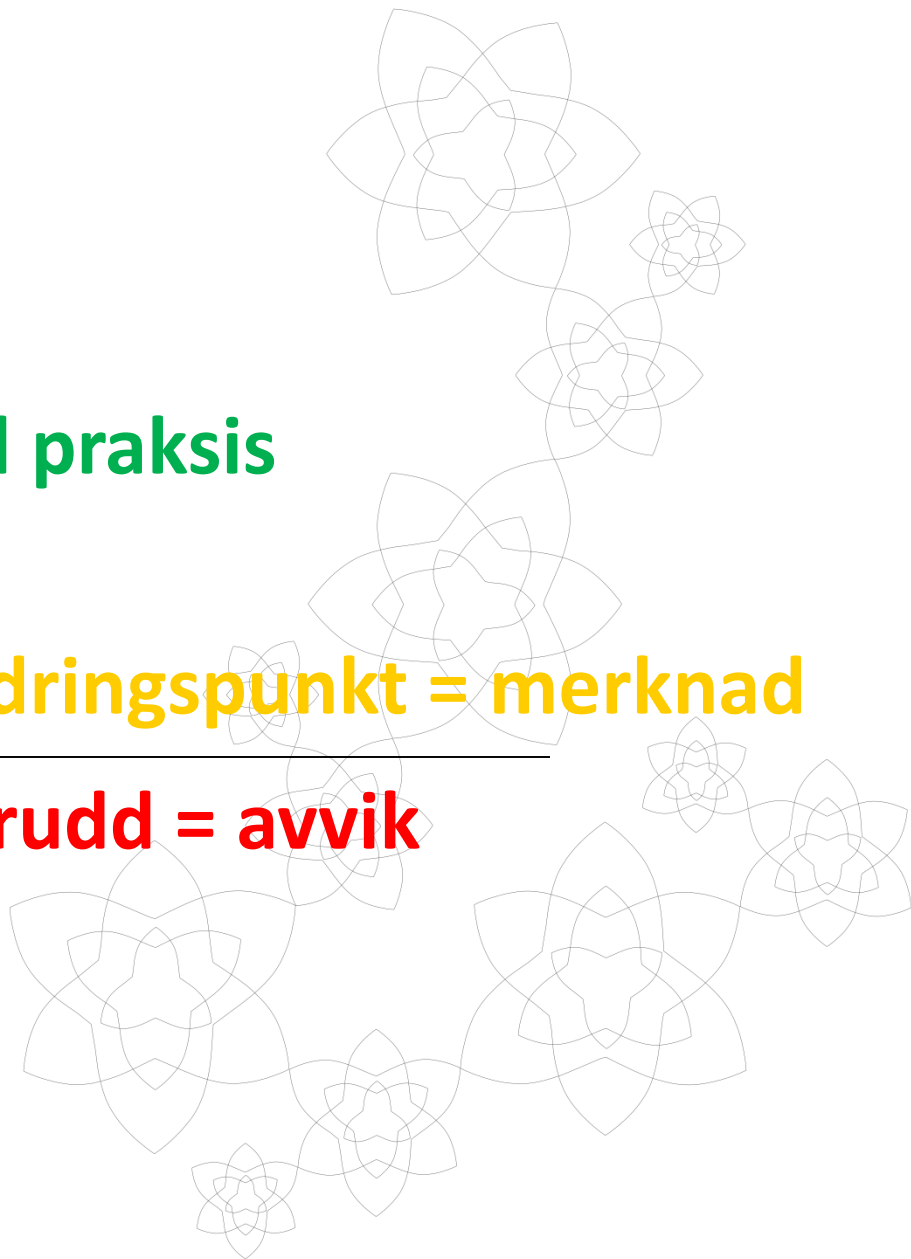 praksis
dringspunkt = merknad
rudd = avvik